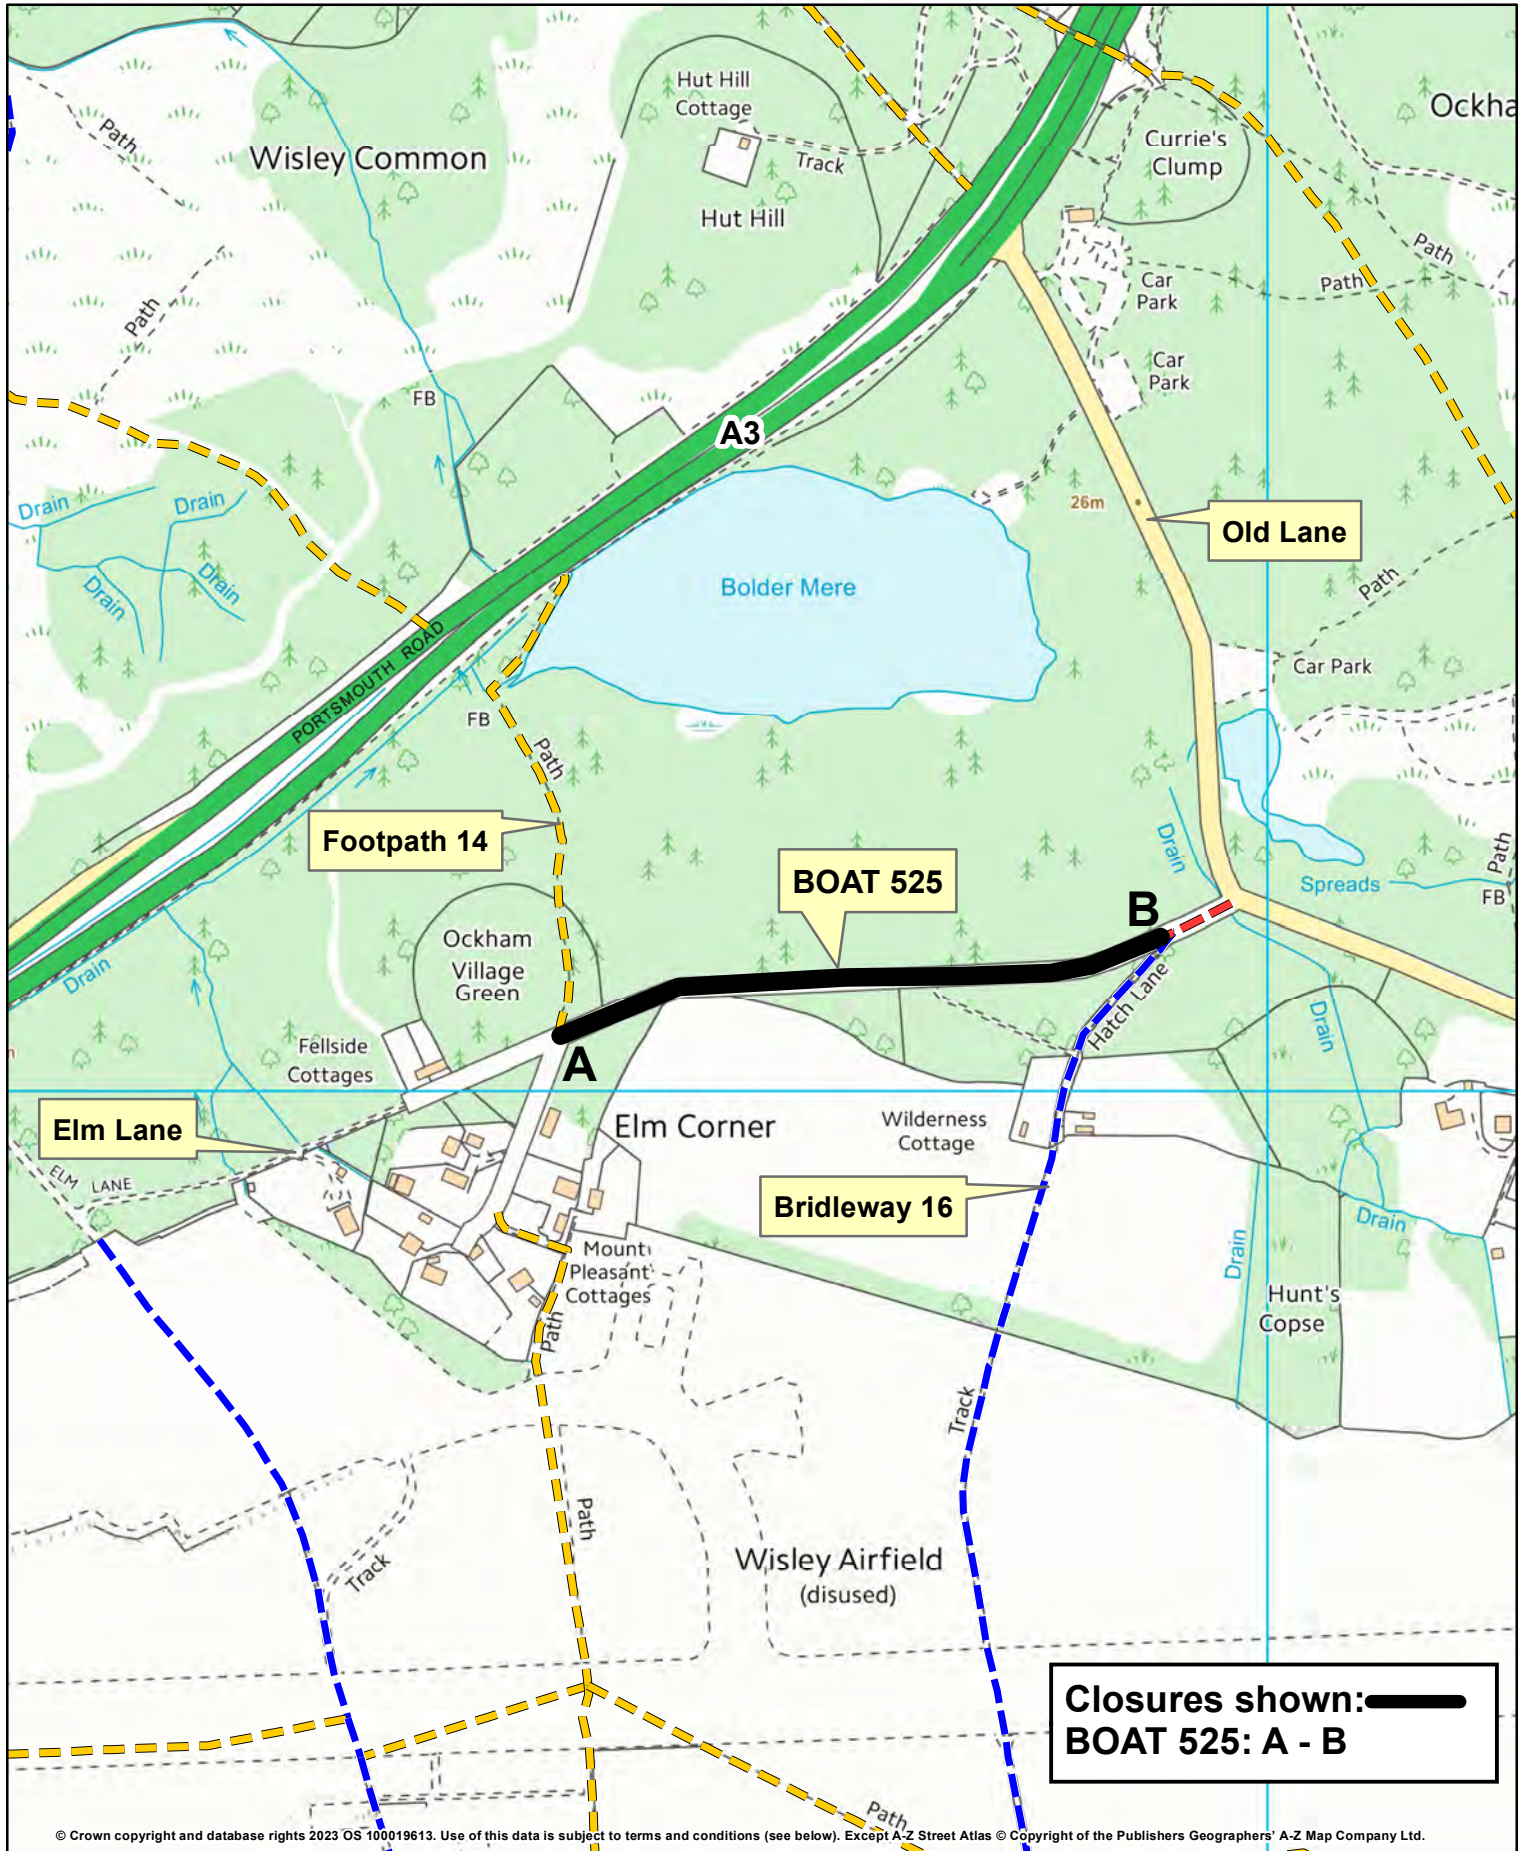 Hut Hill
Cottage
Ockha
Path
Currie's
Clump
Wisley Common
Track
Hut Hill
Path
Path
Car
Park
Path
Car
Park
FB
A3
Drain
Drain
26m
Old Lane
Drain
Drain
Bolder Mere
Path
PORTSMOUTH ROAD
Car Park
FB
Path
Footpath 14
Drain
Path
BOAT 525
Spreads
FB
B
Ockham
Village
Green
Drain
Hatch Lane
Drain
Fellside
Cottages
A
Elm Lane
Elm Corner
Wilderness
Cottage
ELM LANE
Bridleway 16
Drain
Drain
Mount
Pleasant
Cottages
Hunt's
Copse
Path
Track
Path
Track
Wisley Airfield
(disused)
Closures shown:
BOAT 525: A - B
Path
© Crown copyright and database rights 2023 OS 100019613. Use of this data is subject to terms and conditions (see below). Except A-Z Street Atlas © Copyright of the Publishers Geographers' A-Z Map Company Ltd.